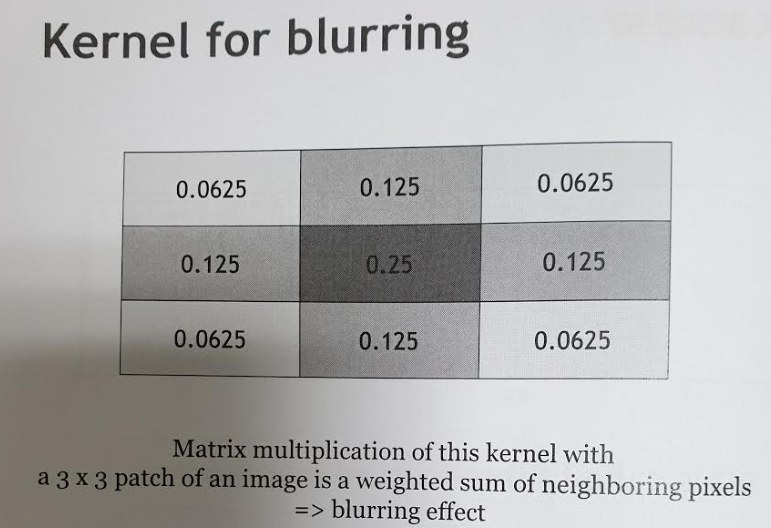 Kernel for blurring
0.0625 0.125 0.0625
0.125 0.25 0.125
0.0625 0.125 0.0625
Matrix multiplication of this kernel with
a 3 x 3 patch of an image is a weighted sum of neighboring pixels
=> blurring effect